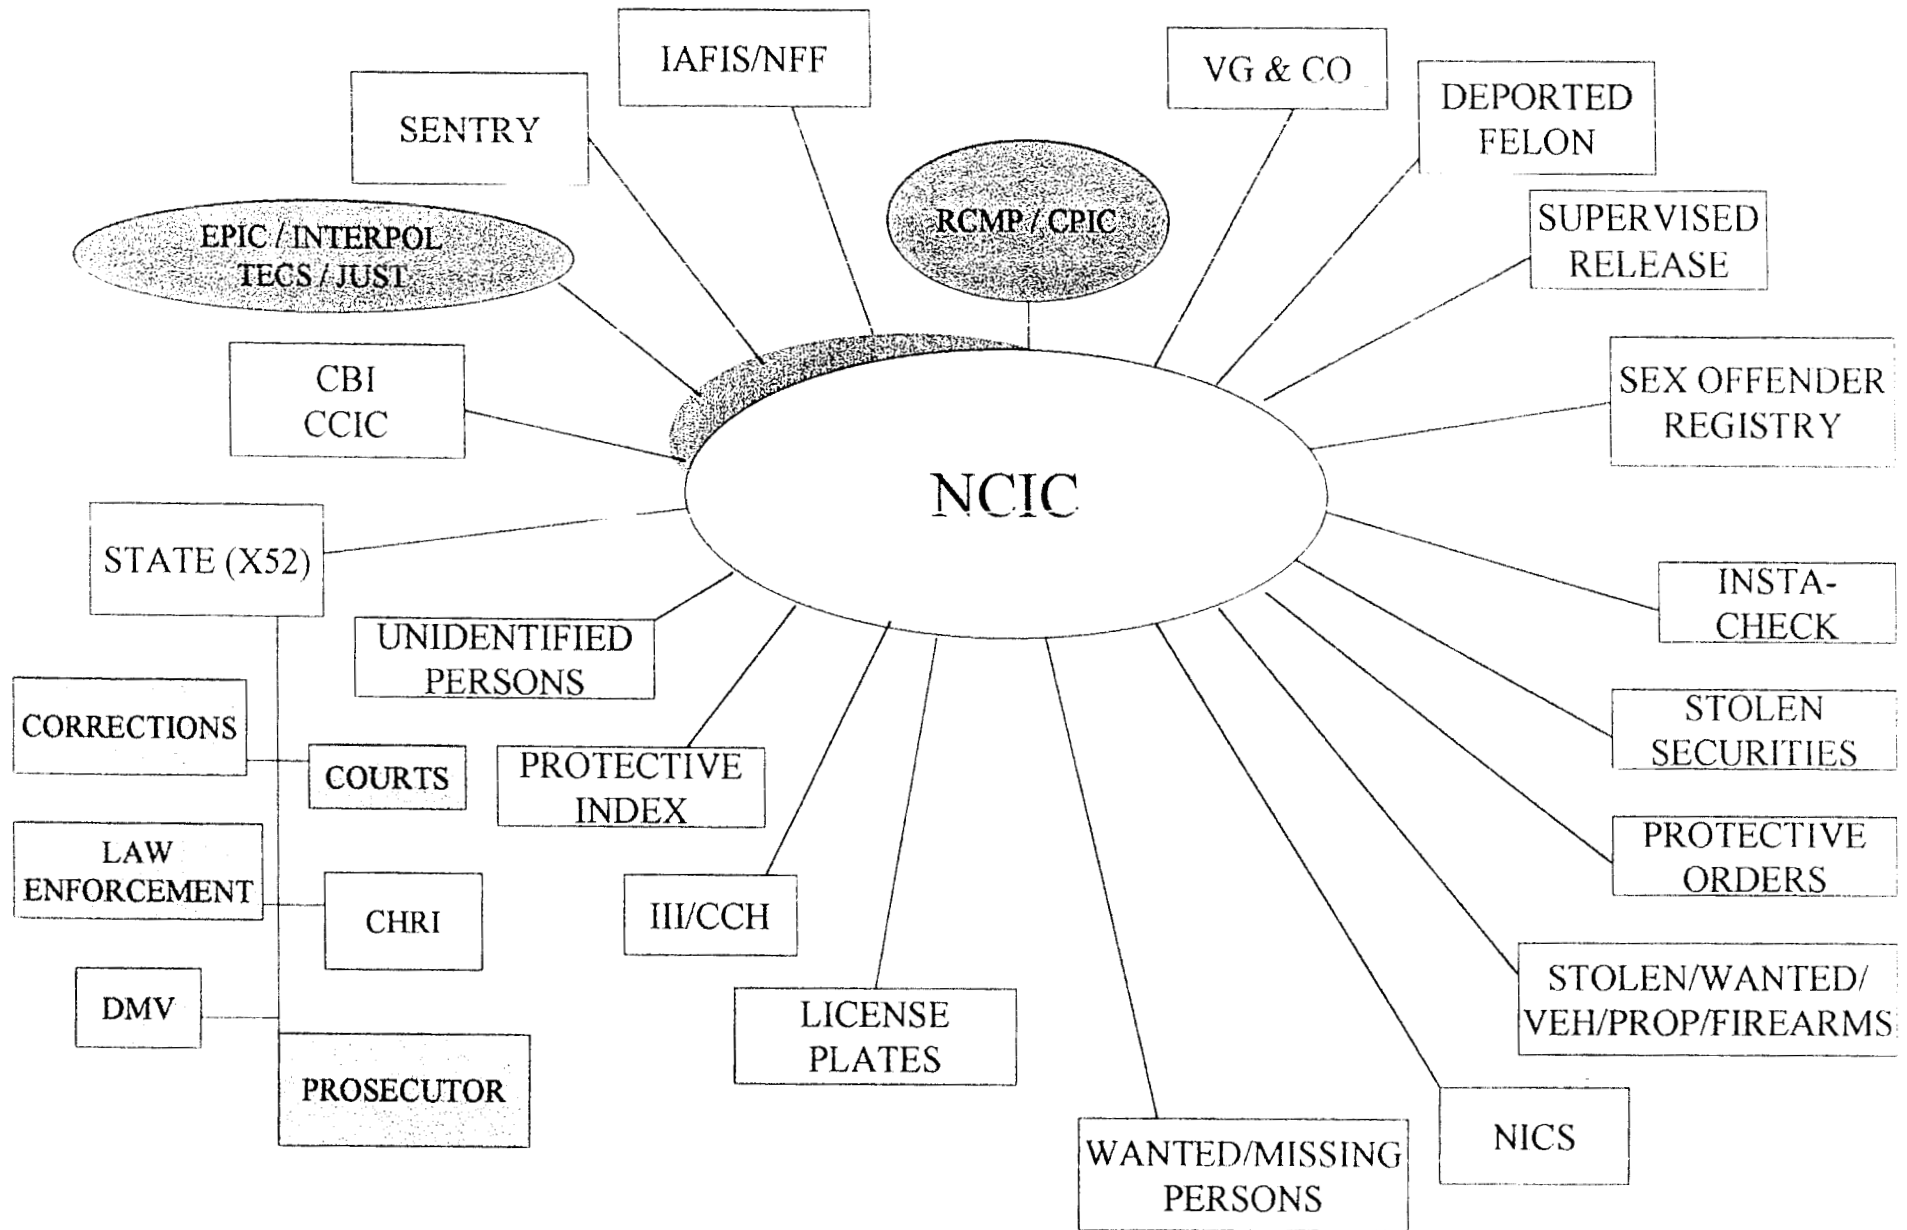 IAFIS/NFF
VG & CO
SENTRY
DEPORTED
FELON
RCMP / CPIC
EPIC / INTERPOL
TECS / JUST
SUPERVISED
RELEASE
CBI
CCIC
SEX OFFENDER
REGISTRY
NCIC
STATE (X52)
INSTA-
CHECK
UNIDENTIFIED
PERSONS
CORRECTIONS
COURTS
PROTECTIVE
INDEX
STOLEN
SECURITIES
LAW
ENFORCEMENT
CHRI
III/CCH
PROTECTIVE
ORDERS
DMV
LICENSE
PLATES
STOLEN/WANTED/
VEH/PROP/FIREARMS
PROSECUTOR
WANTED/MISSING
PERSONS
NICS